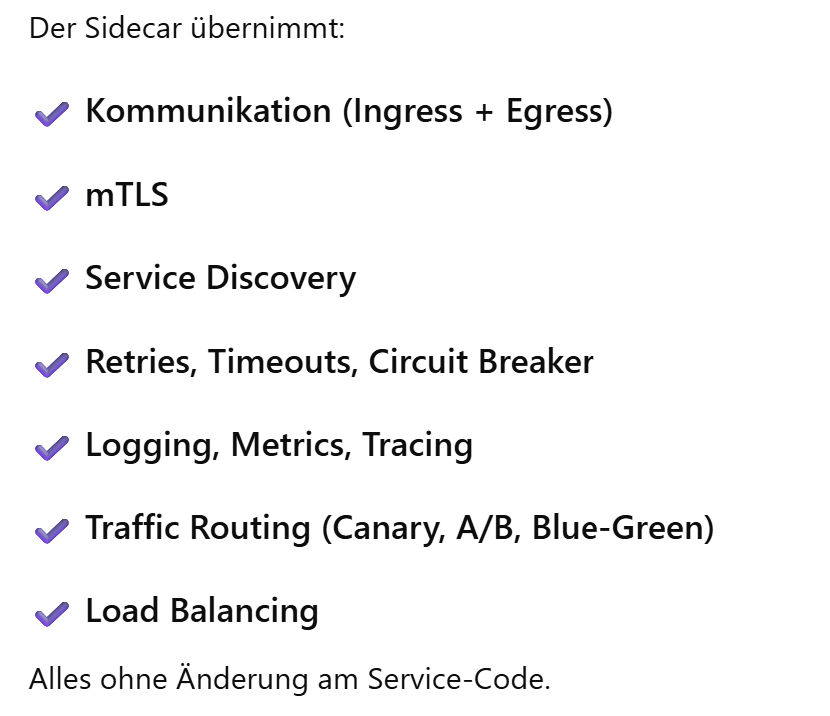 Der Sidecar übernimmt:
✔ Kommunikation (Ingress + Egress)
✔ mTLS
✔ Service Discovery
✔ Retries, Timeouts, Circuit Breaker
✔ Logging, Metrics, Tracing
✔ Traffic Routing (Canary, A/B, Blue-Green)
✔ Load Balancing
Alles ohne Änderung am Service-Code.